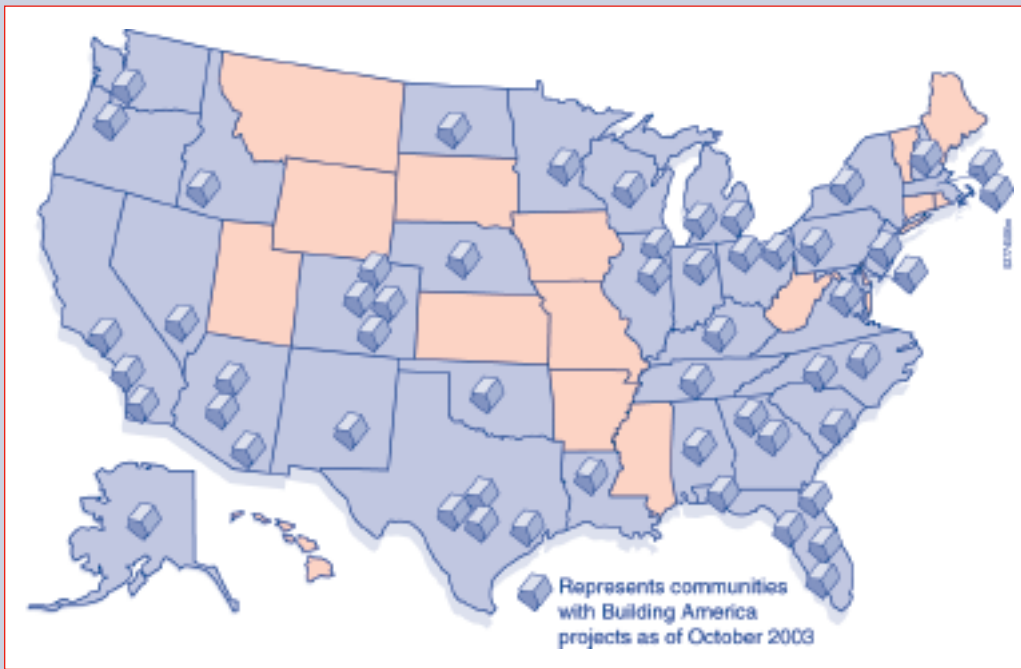 Represents communities
with Building America
projects as of October 2003